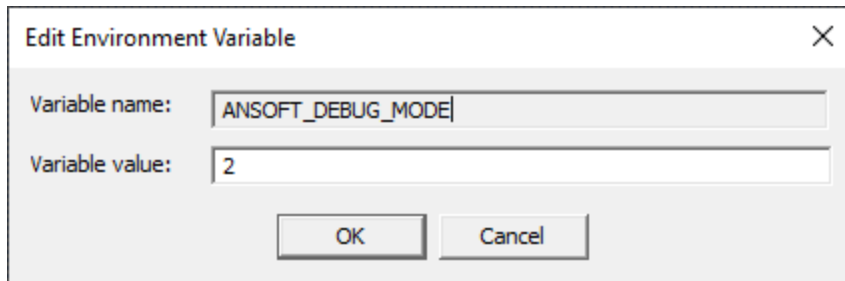 Edit Environment Variable
Variable name: ANSOFT_DEBUG_MODE
Variable value: 2
OK Cancel